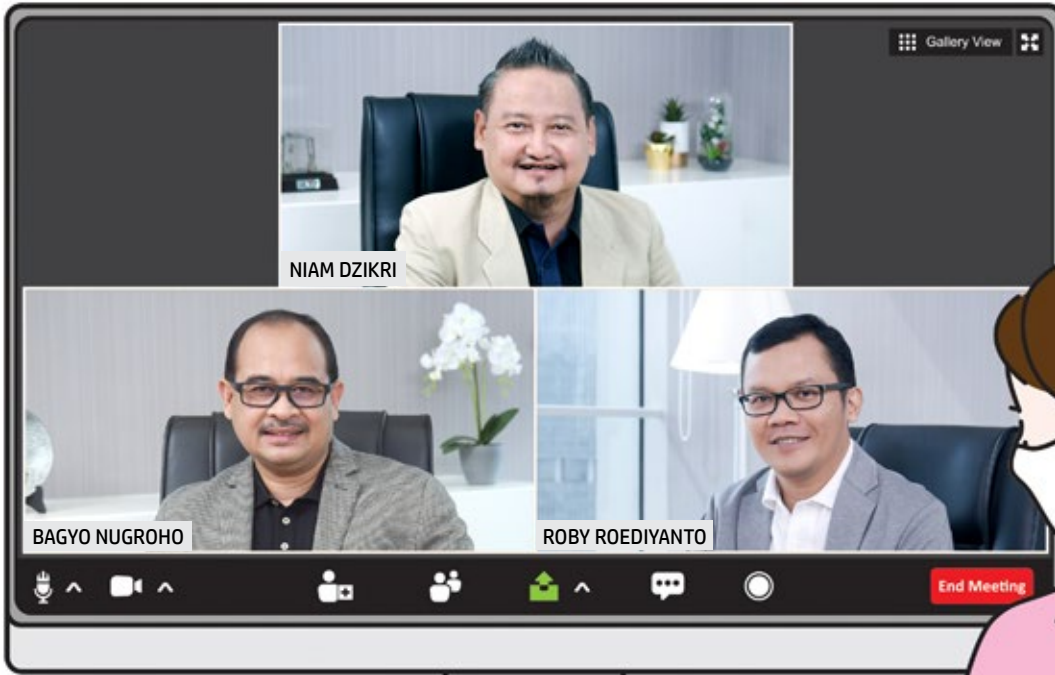 Gallery View
NIAM DZIKRI
BAGYO NUGROHO
ROBY ROEDIYANTO
End Meeting